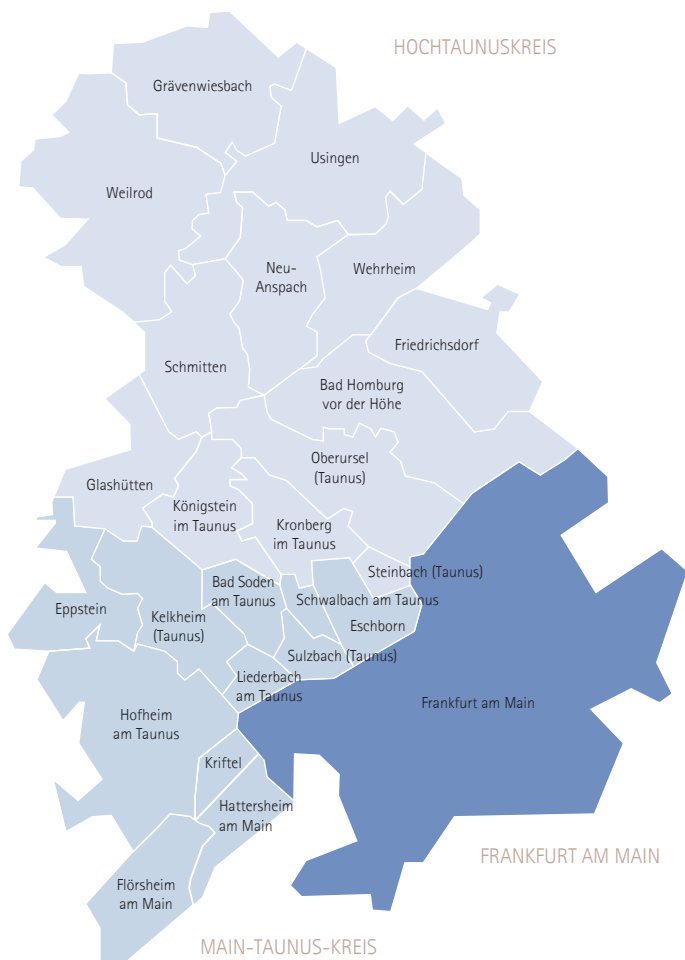 HOCHTAUNUSKREIS
Grävenwiesbach
Usingen
Weilrod
Neu-
Anspach
Wehrheim
Friedrichsdorf
Schmitten
Bad Homburg
vor der Höhe
Oberursel
(Taunus)
Glashütten
Königstein
im Taunus
Kronberg
im Taunus
Steinbach (Taunus)
Bad Soden
am Taunus
Schwalbach am Taunus
Eppstein
Kelkheim
(Taunus)
Eschborn
Sulzbach (Taunus)
Liederbach
am Taunus
Frankfurt am Main
Hofheim
am Taunus
Kriftel
Hattersheim
am Main
FRANKFURT AM MAIN
Flörsheim
am Main
MAIN-TAUNUS-KREIS